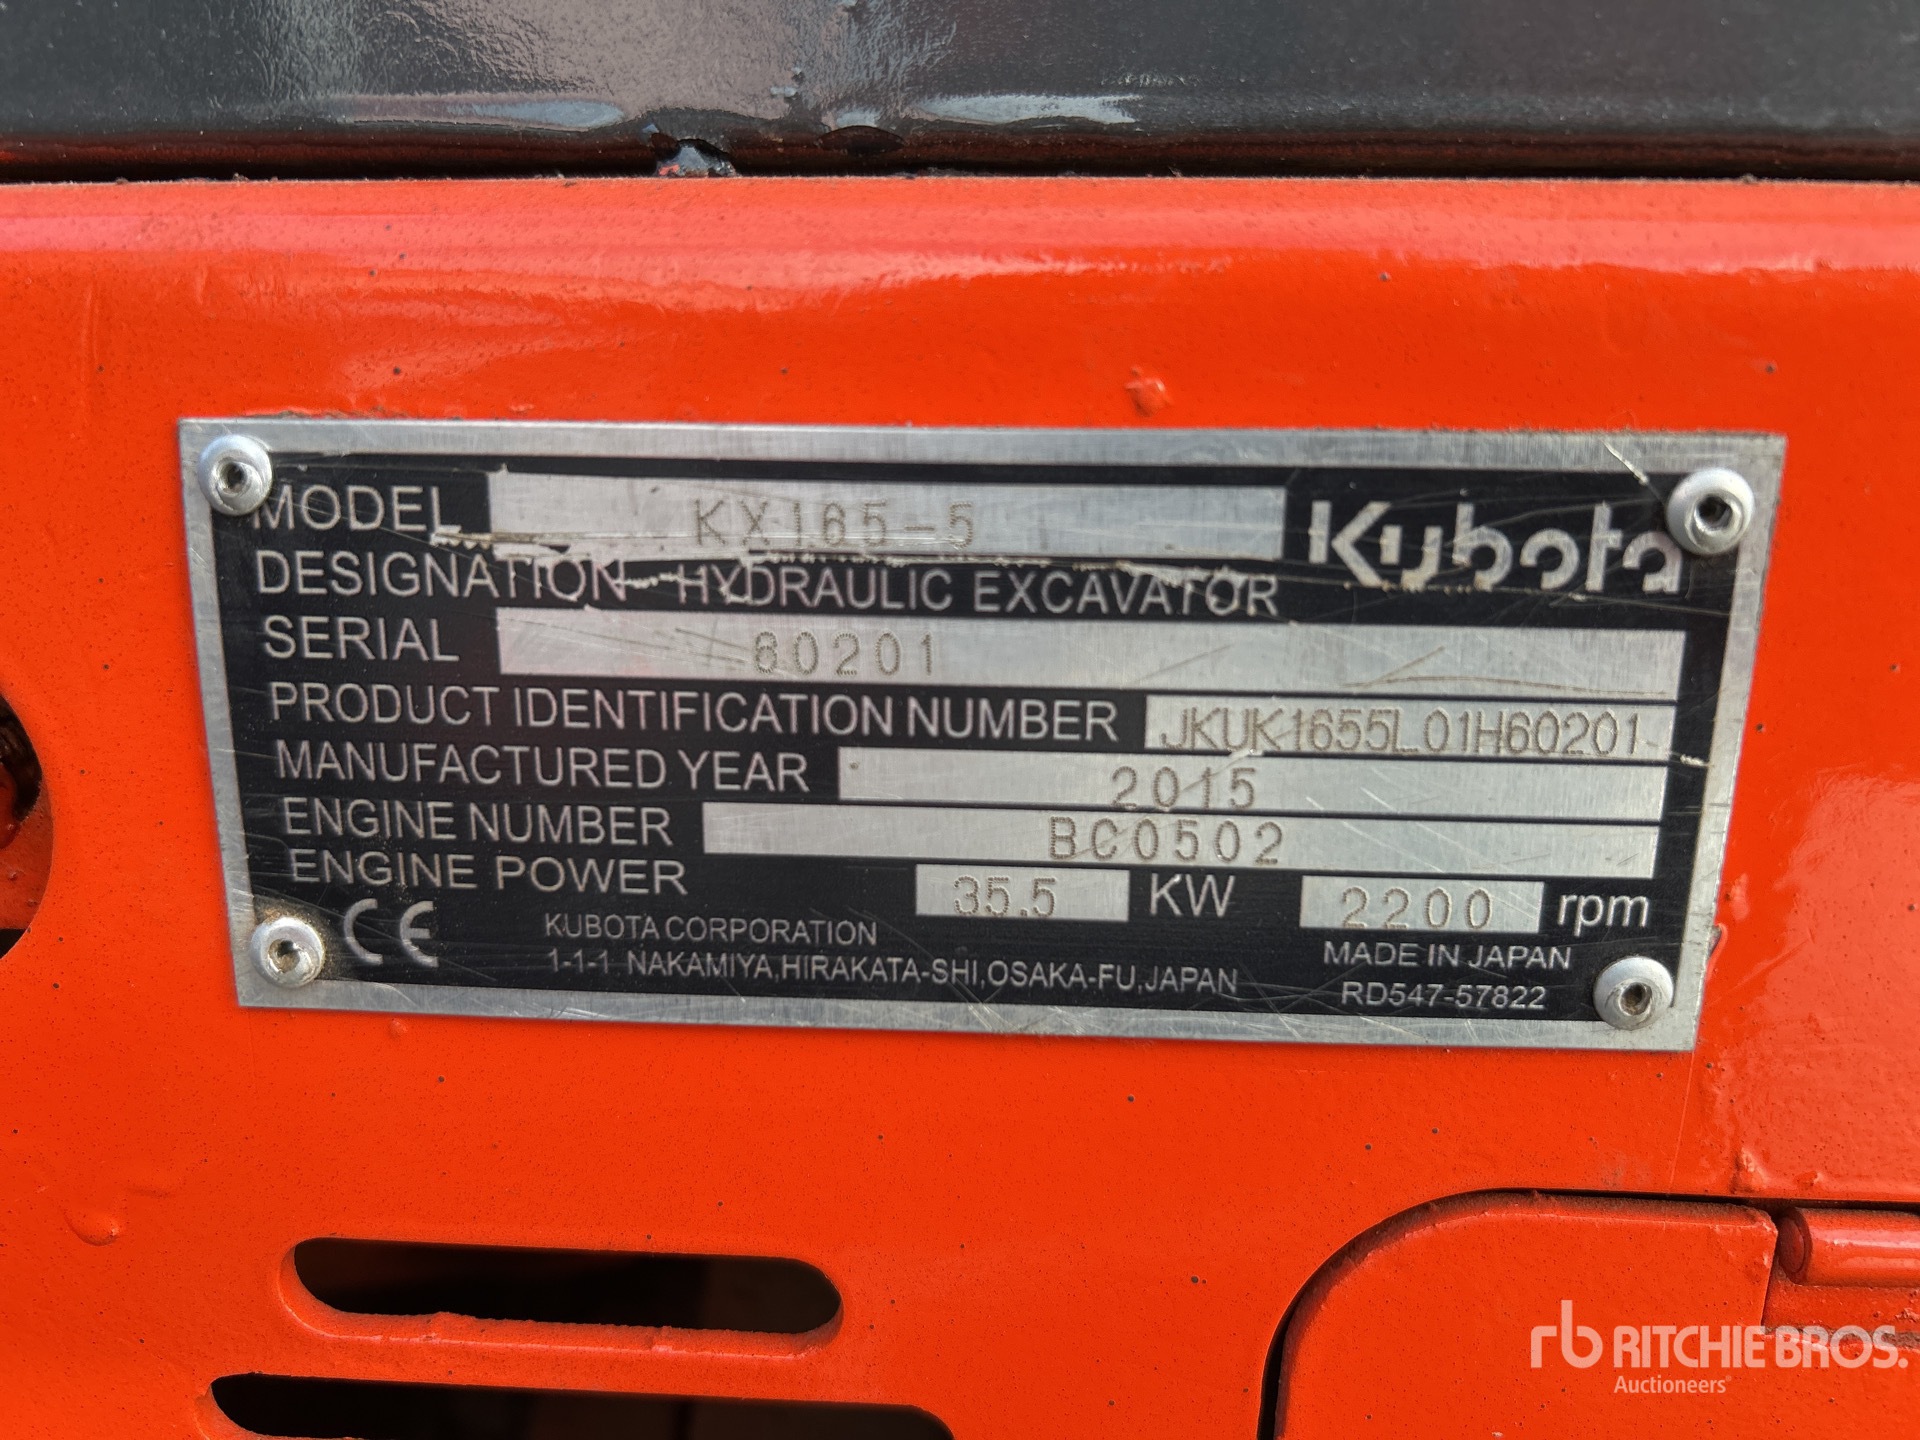 MODEL KX165-5 Kubota
DESIGNATION HYDRAULIC EXCAVATOR
SERIAL 60201
PRODUCT IDENTIFICATION NUMBER JKUK1655L01H60201
MANUFACTURED YEAR 2015
ENGINE NUMBER BC0502
ENGINE POWER 35.5 KW 2200 rpm
CE KUBOTA CORPORATION MADE IN JAPAN
1-1-1 NAKAMIYA,HIRAKATA-SHI,OSAKA-FU,JAPAN RD547-57822
rb RITCHIE BROS.
Auctioneers